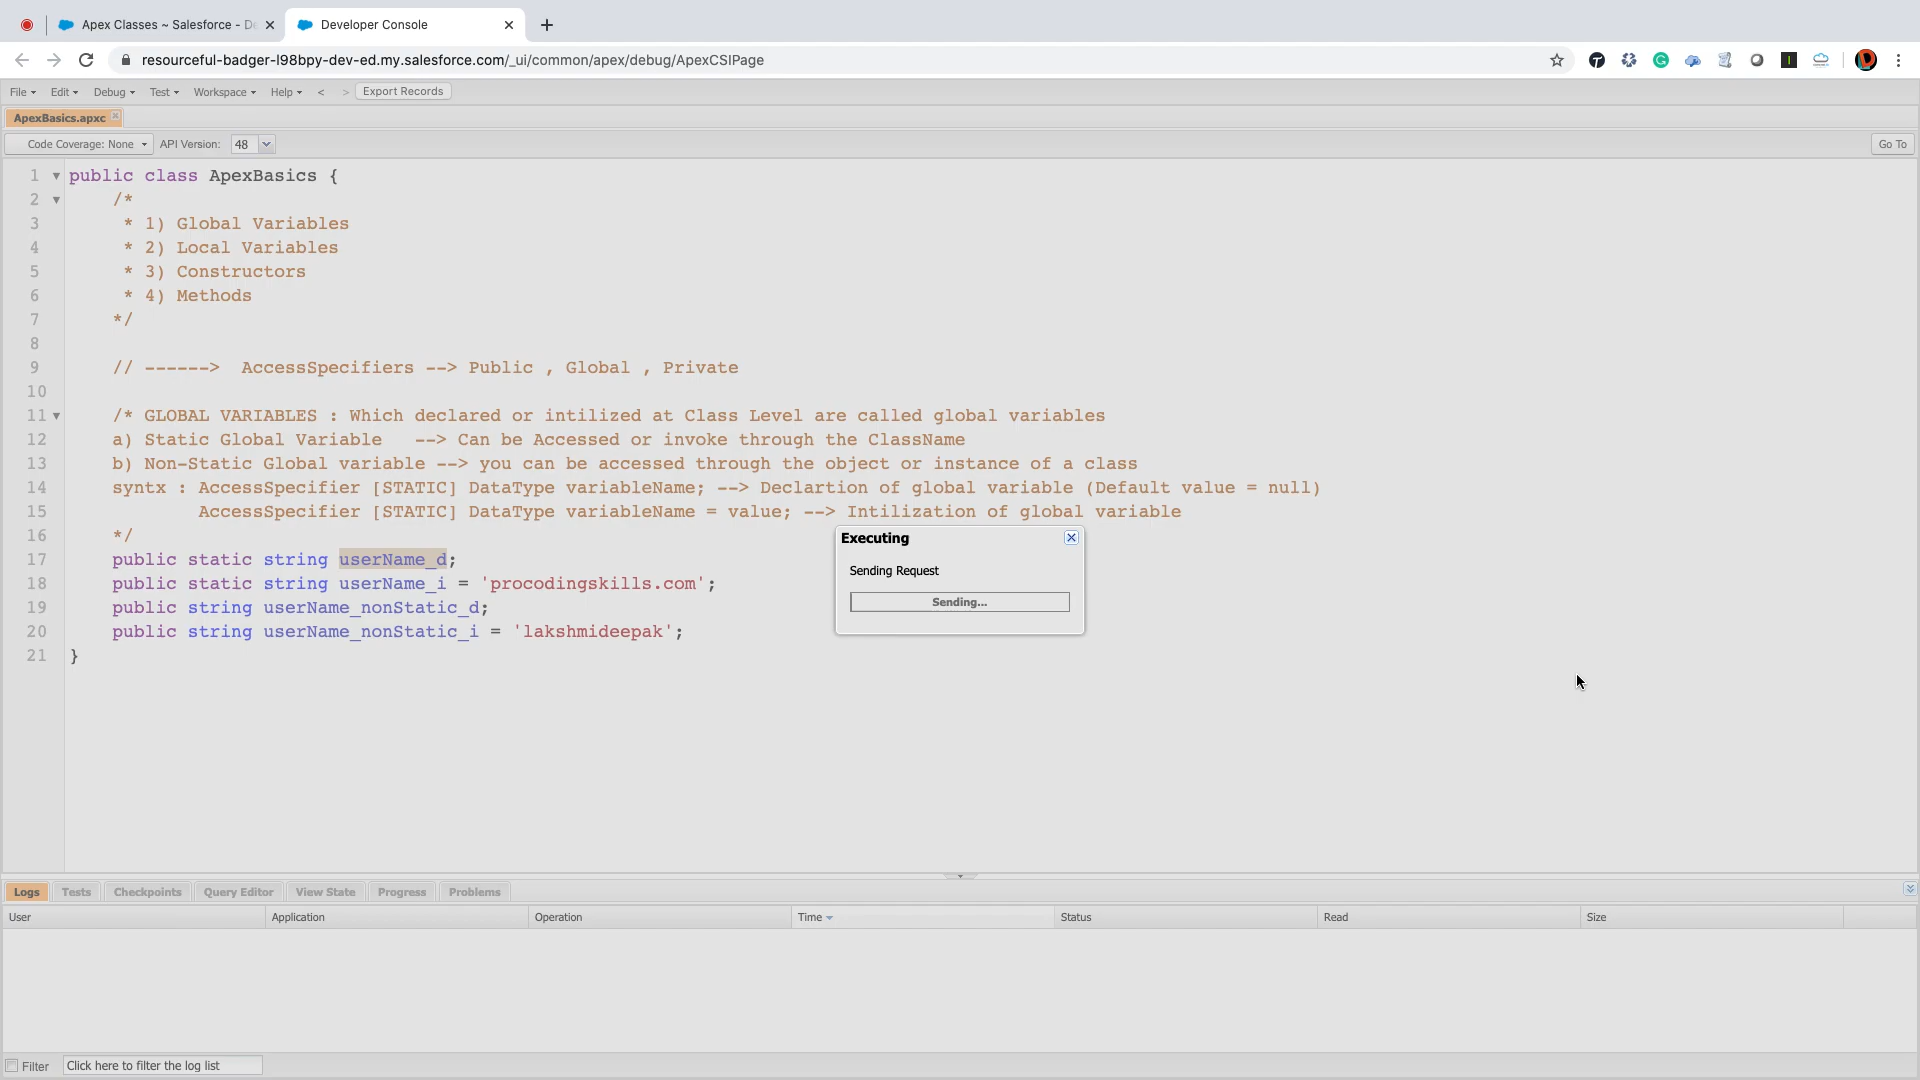 Apex Classes ~ Salesforce - De
Developer Console
resourceful-badger-l98bpy-dev-ed.my.salesforce.com/_ui/common/apex/debug/ApexCSIPage
File Edit Debug Test Workspace Help < > Export Records
ApexBasics.apxc
Code Coverage: None API Version: 48 Go To
1 public class ApexBasics {
2 /*
3 * 1) Global Variables
4 * 2) Local Variables
5 * 3) Constructors
6 * 4) Methods
7 */
8
9 // ------> AccessSpecifiers --> Public , Global , Private
10
11 /* GLOBAL VARIABLES : Which declared or intilized at Class Level are called global variables
12 a) Static Global Variable --> Can be Accessed or invoke through the ClassName
13 b) Non-Static Global variable --> you can be accessed through the object or instance of a class
14 syntx : AccessSpecifier [STATIC] DataType variableName; --> Declartion of global variable (Default value = null)
15 AccessSpecifier [STATIC] DataType variableName = value; --> Intilization of global variable
16 */
17 public static string userName_d;
18 public static string userName_i = 'procodingskills.com';
19 public string userName_nonStatic_d;
20 public string userName_nonStatic_i = 'lakshmideepak';
21 }
Executing
Sending Request
Sending...
Logs Tests Checkpoints Query Editor View State Progress Problems
User Application Operation Time Status Read Size
Filter Click here to filter the log list